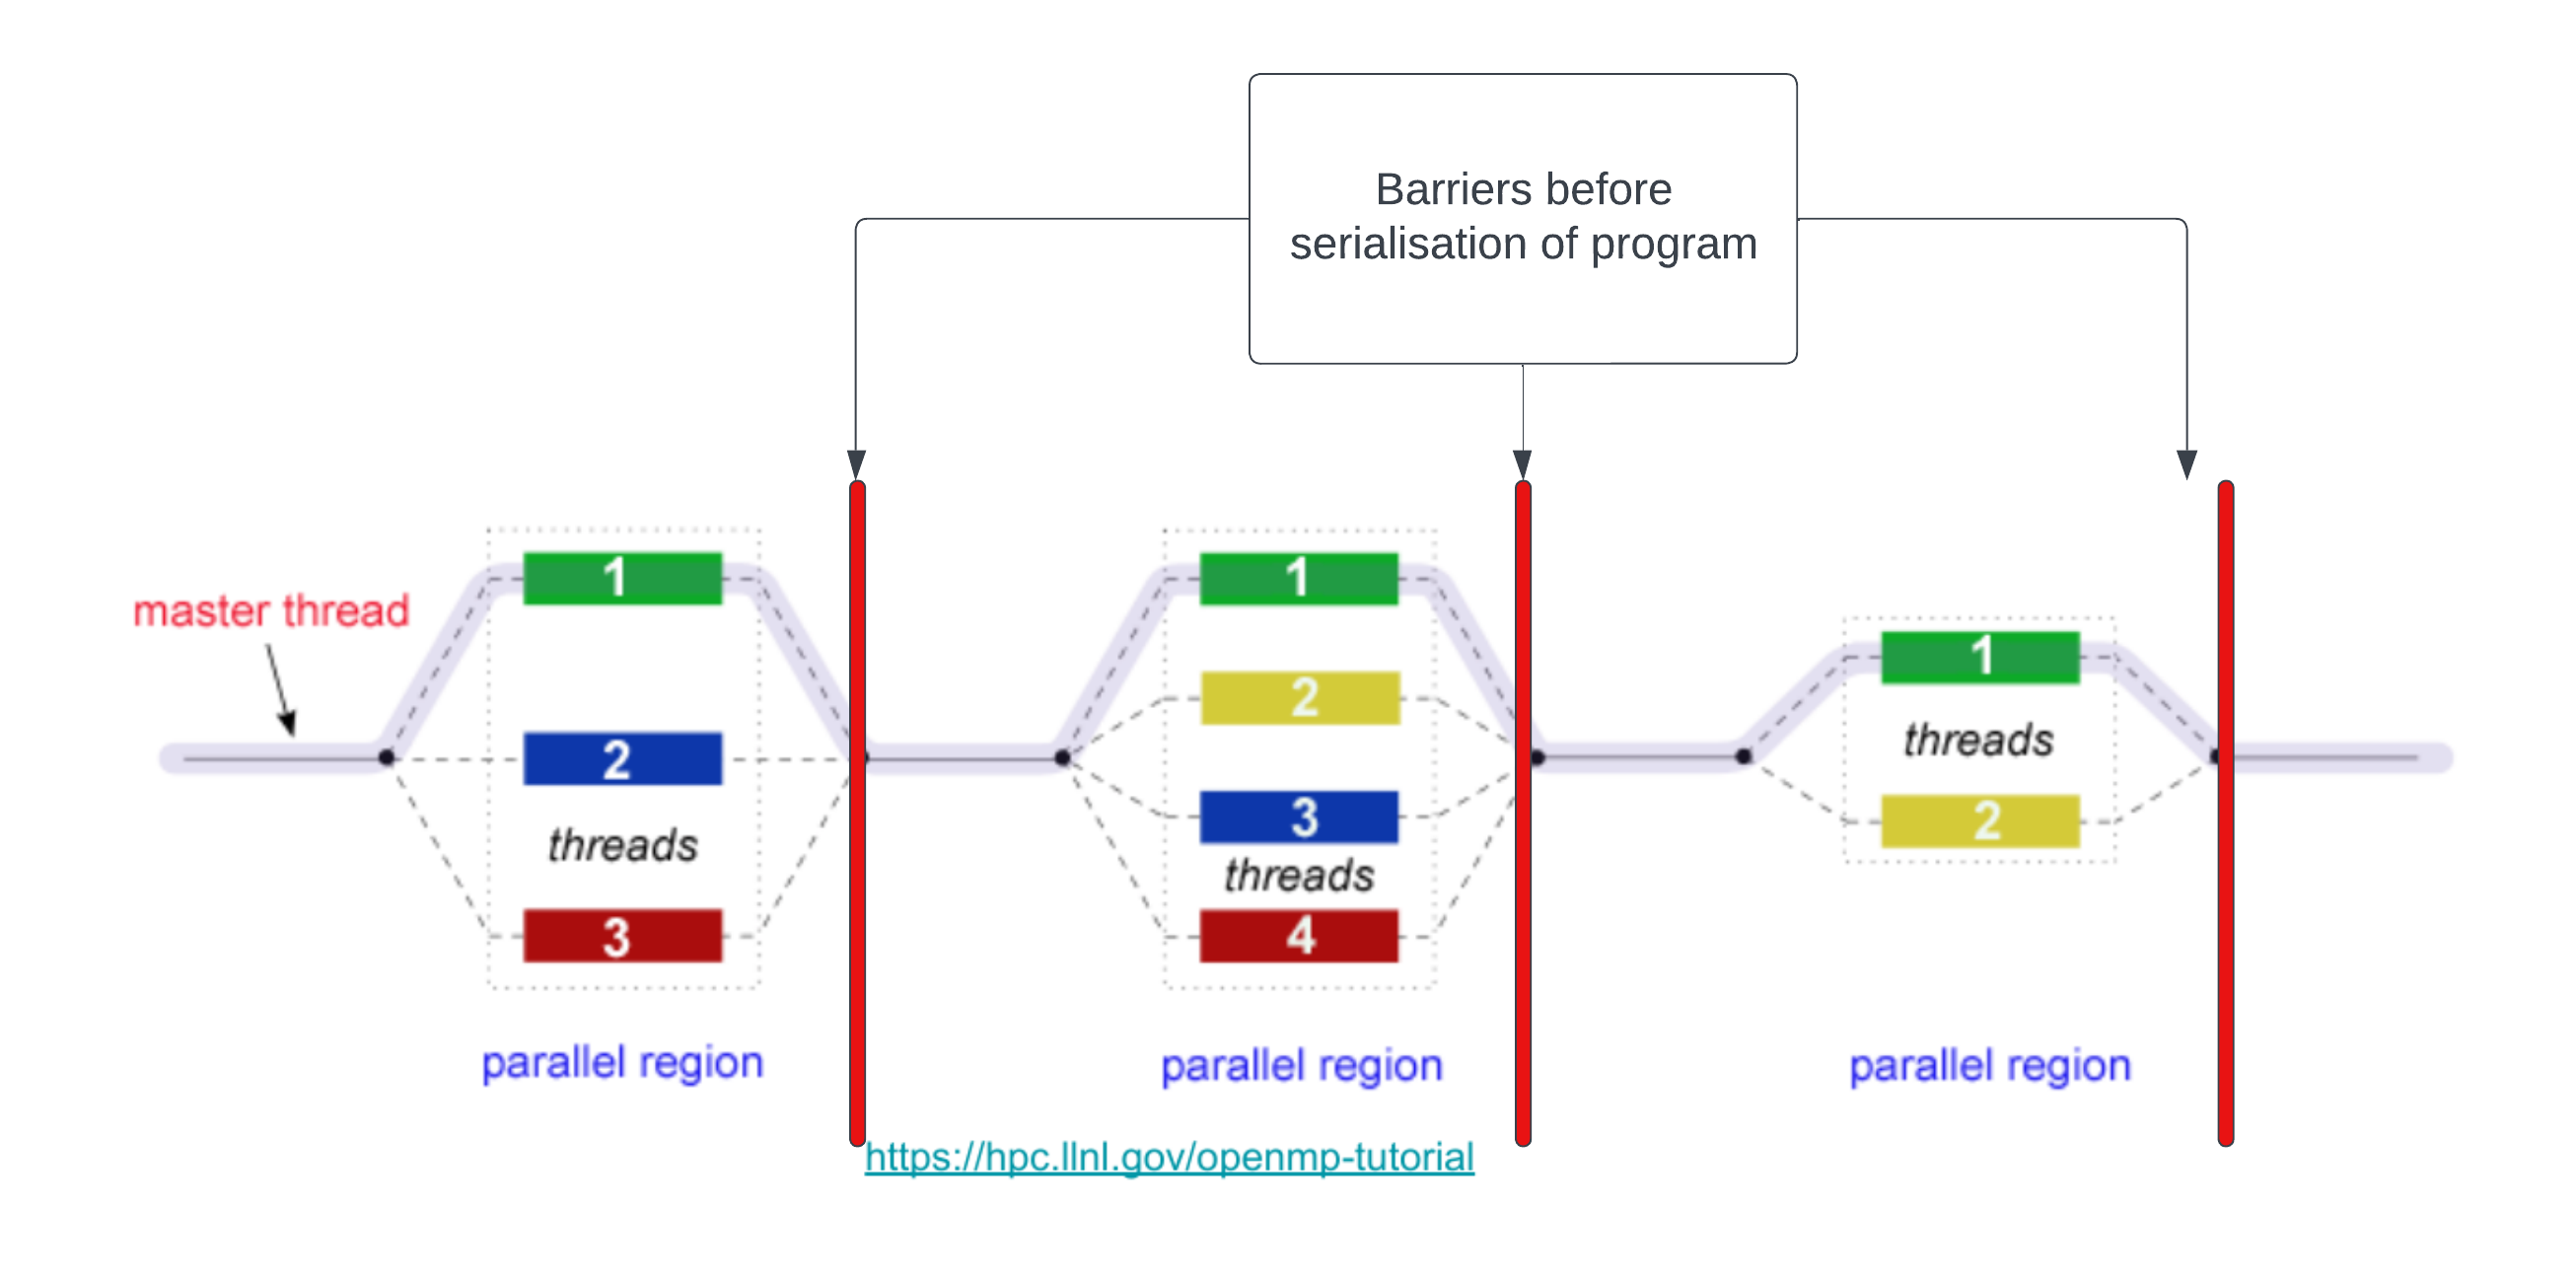 Barriers before
serialisation of program
master thread
1
2
threads
3
parallel region
1
2
3
threads
4
parallel region
1
threads
2
parallel region
https://hpc.llnl.gov/openmp-tutorial